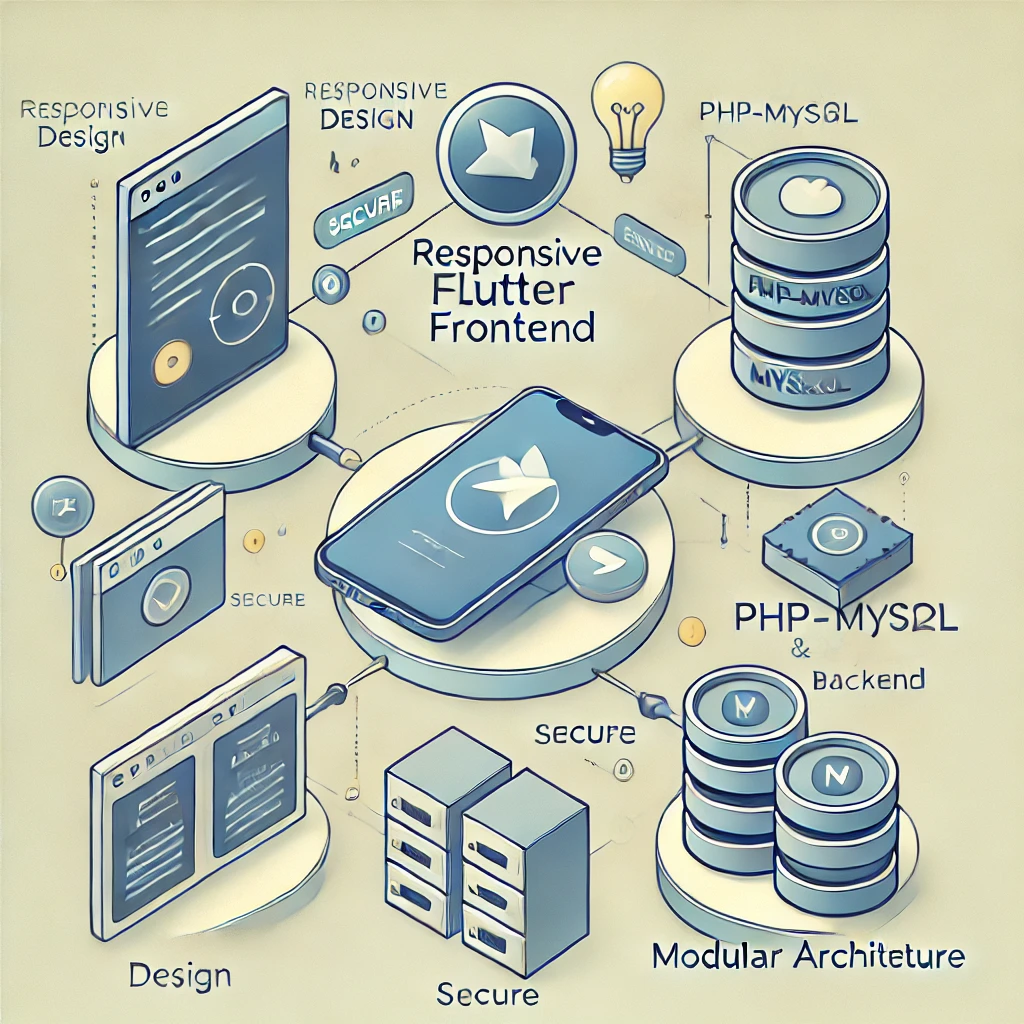 RESPONSIVE
DESIGN
RESPONSIVE
DESIGN
SECURE
PHP-MYSQL
Responsive
FLutter
Frontend
PHP-MYSQL
SECURE
PHP-MYSQL
&
Backend
Secure
N
Design
Secure
Modular Architeture